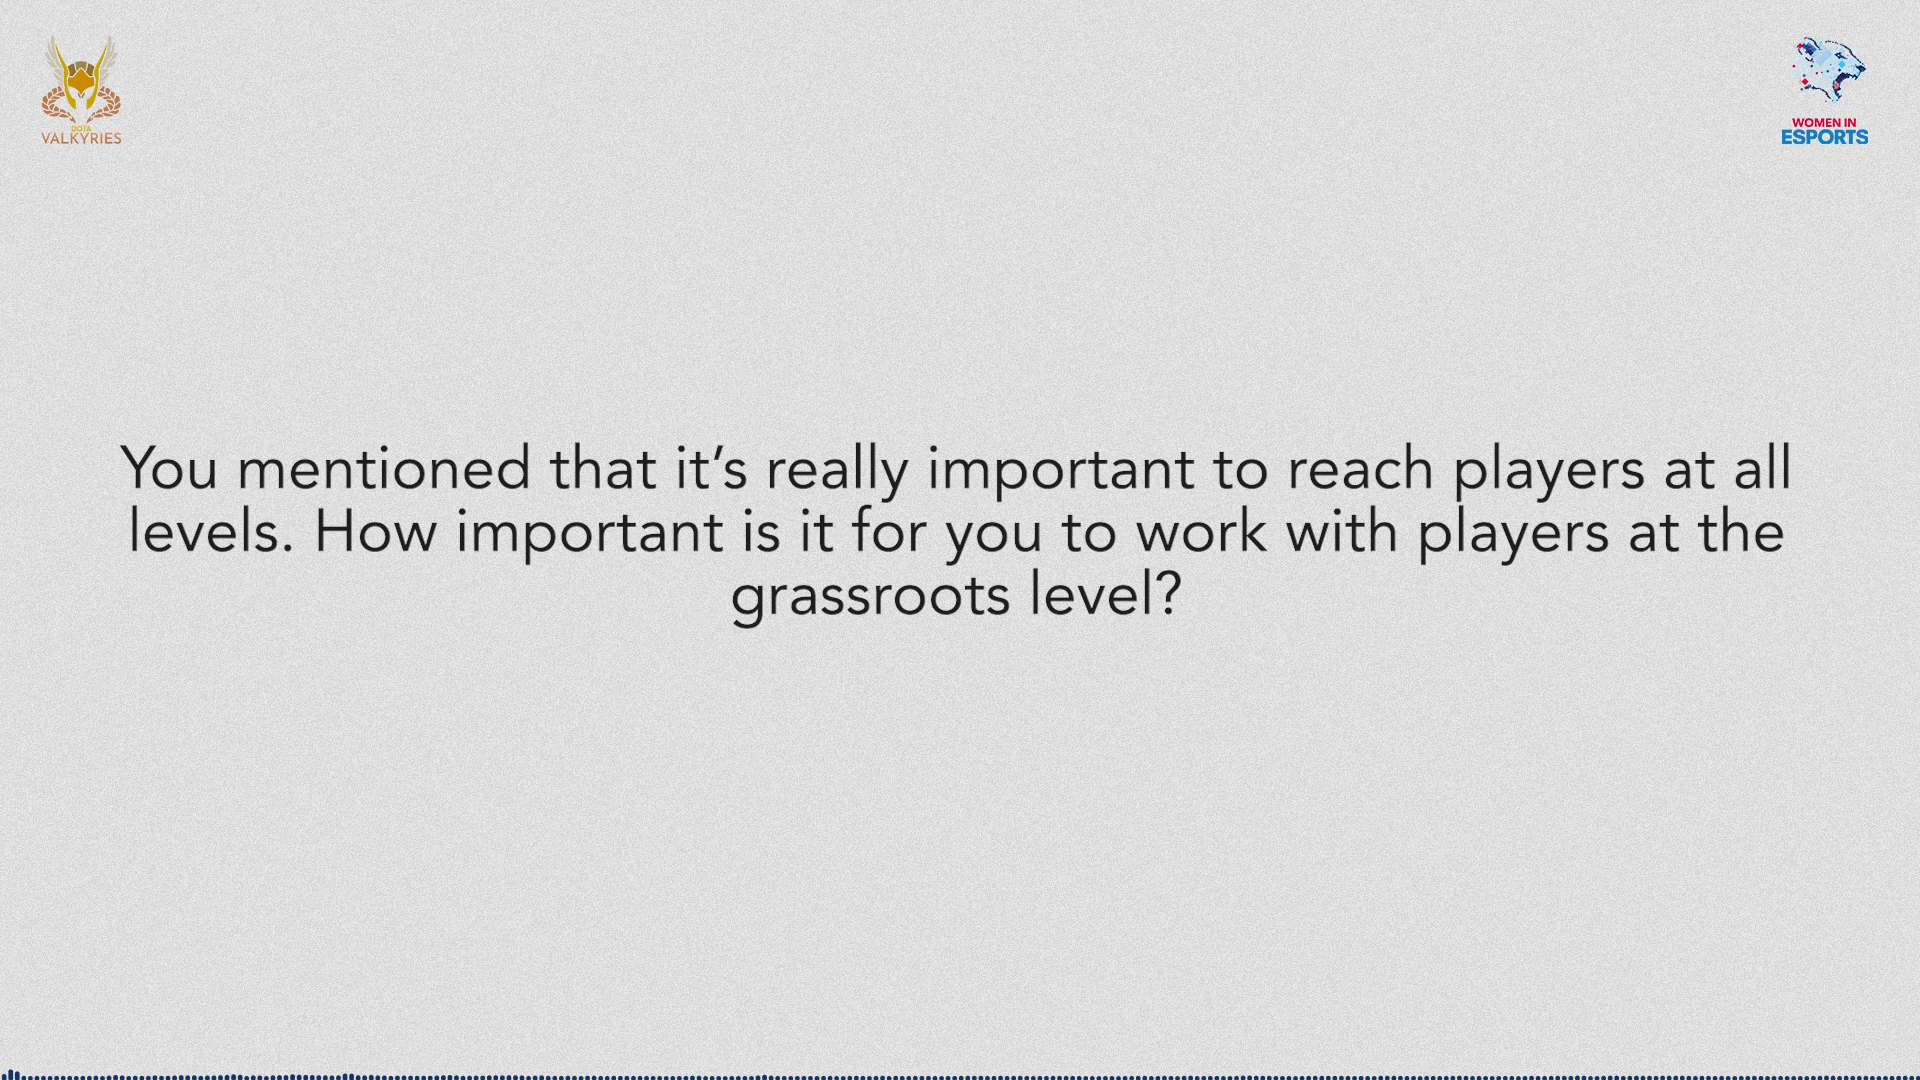 DOTA
VALKYRIES
WOMEN IN
ESPORTS
You mentioned that it’s really important to reach players at all
levels. How important is it for you to work with players at the
grassroots level?